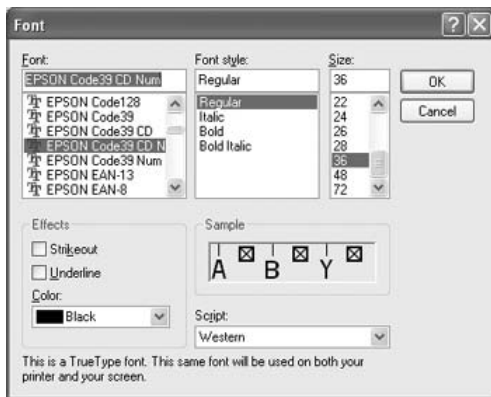 Font
Font:
EPSON Code39 CD Num
EPSON Code128
EPSON Code39
EPSON Code39 CD
EPSON Code39 CD N
EPSON Code39 Num
EPSON EAN-13
EPSON EAN-8
Font style:
Regular
Regular
Italic
Bold
Bold Italic
Size:
36
22
24
26
28
36
48
72
OK
Cancel
Effects
Strikeout
Underline
Color:
Black
Sample
A B Y
Script:
Western
This is a TrueType font. This same font will be used on both your
printer and your screen.